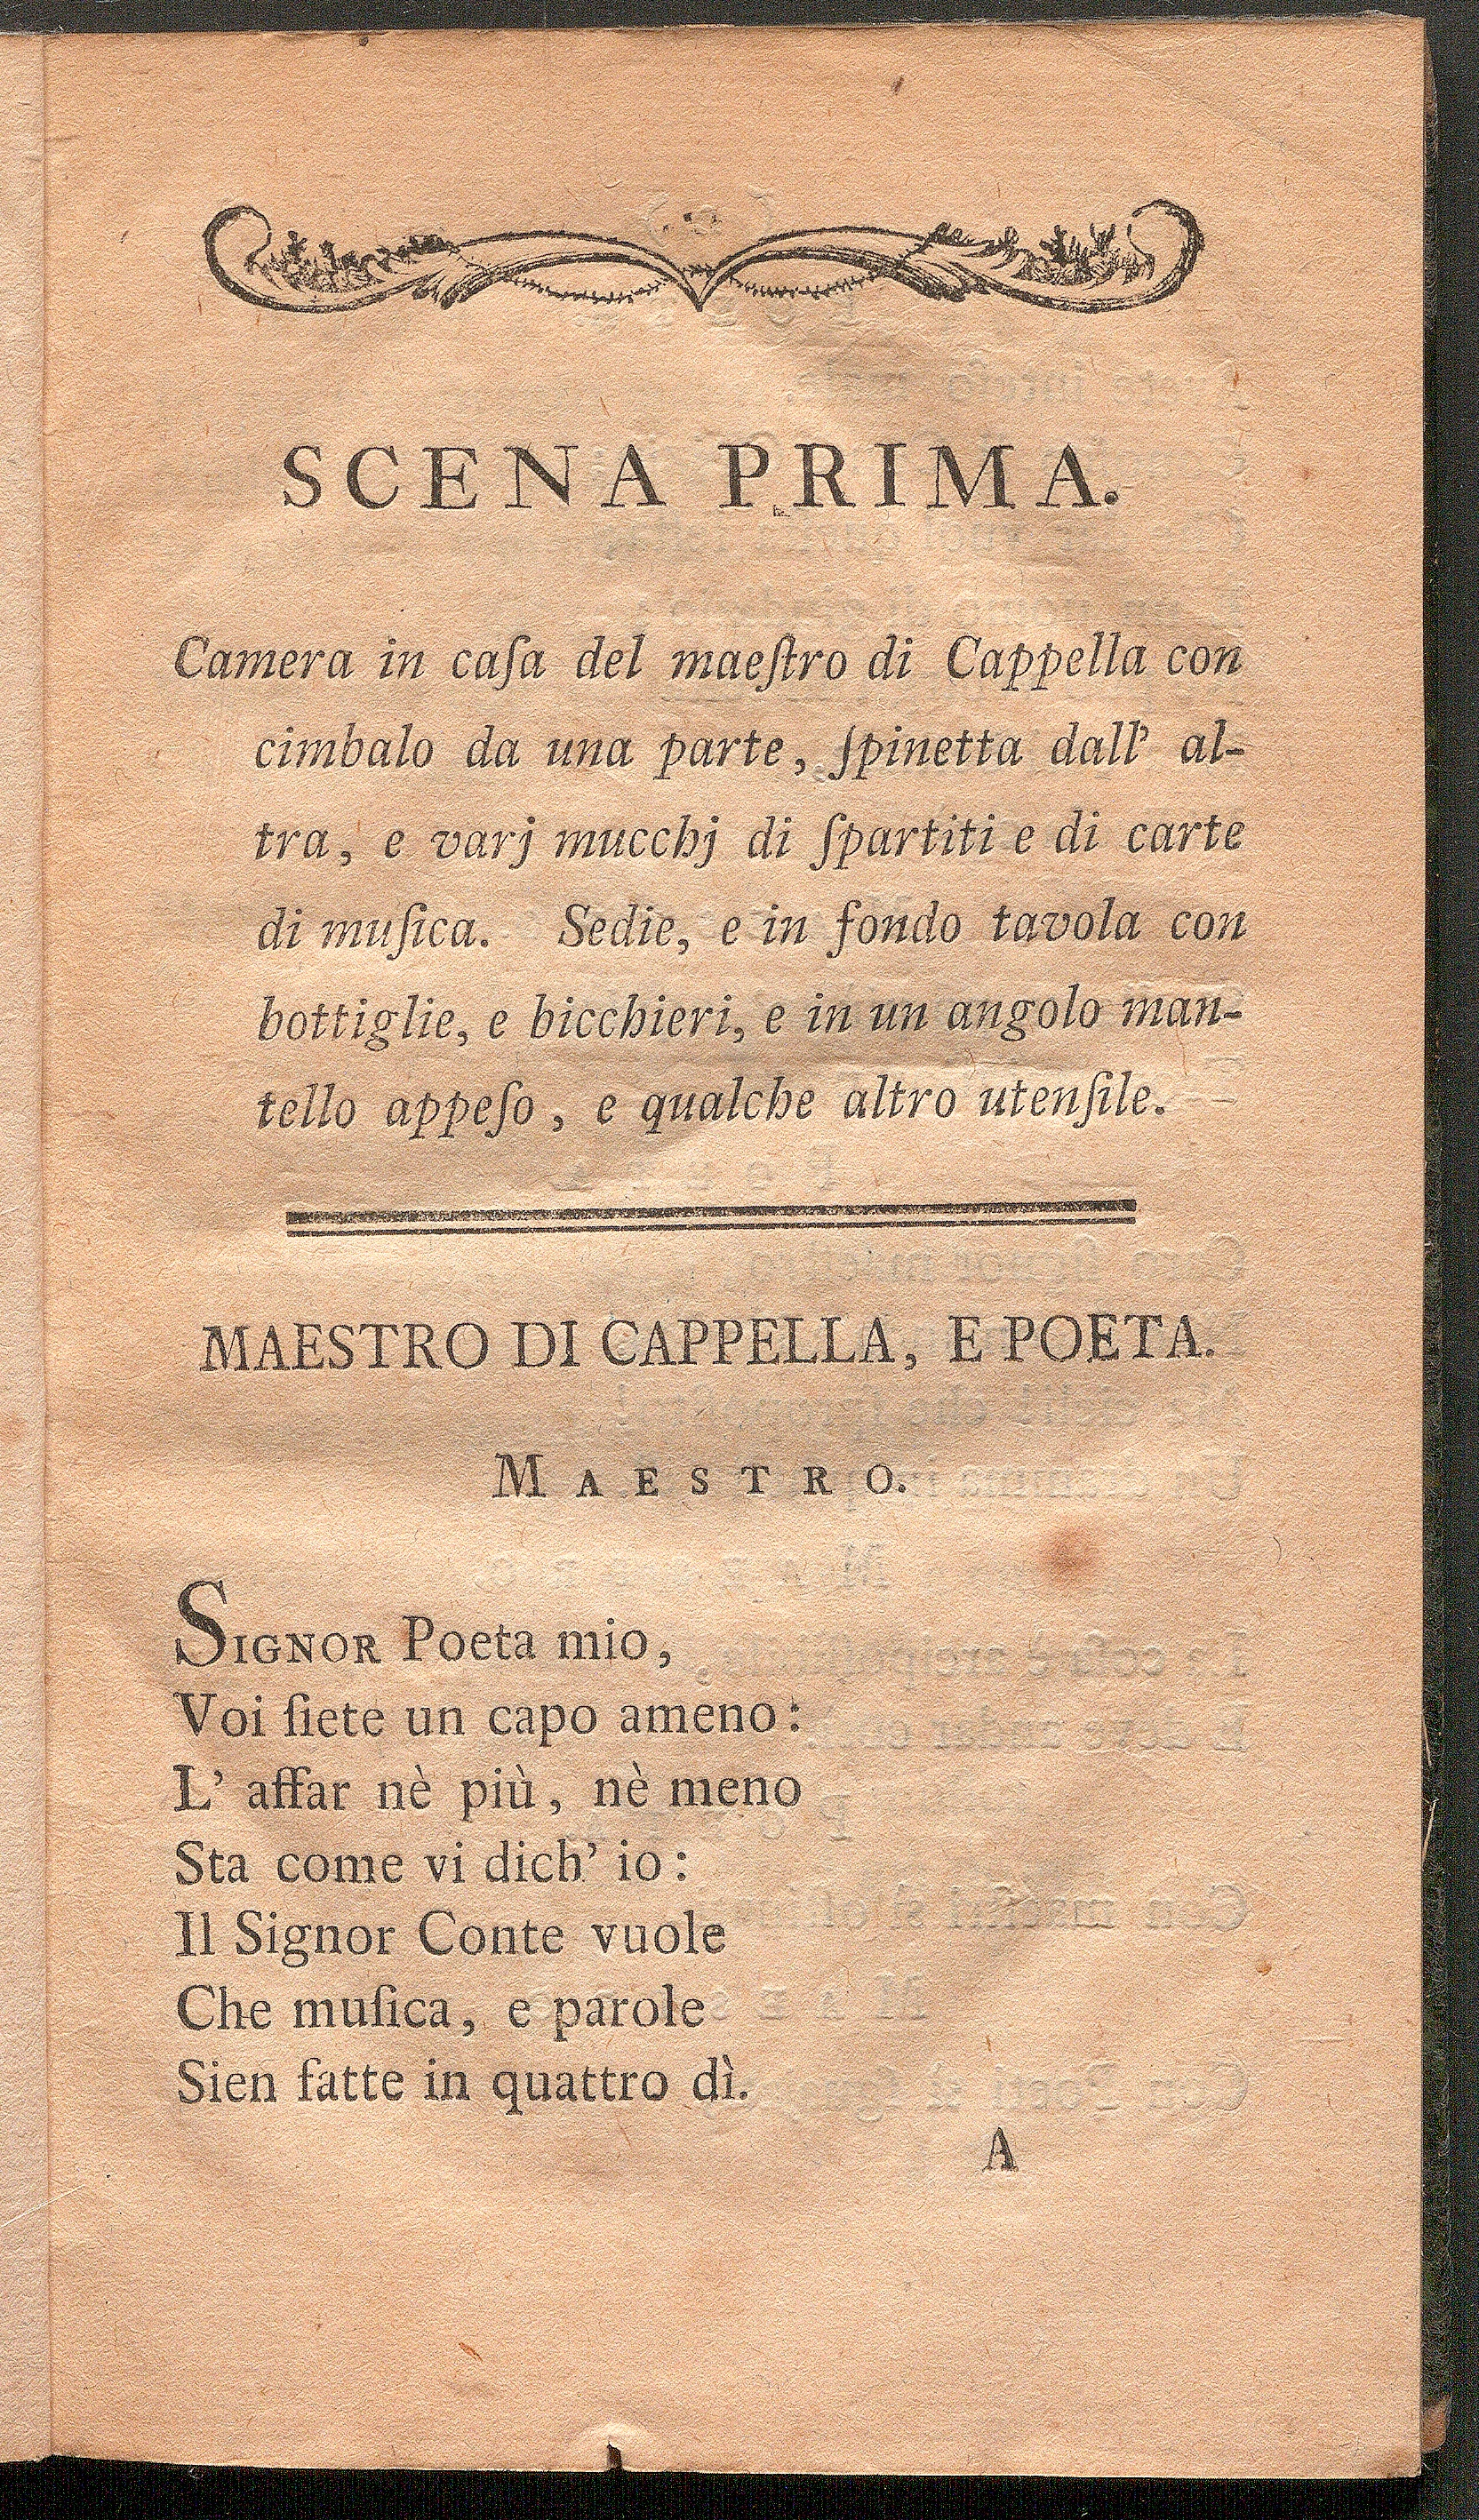 SCENA PRIMA.
Camera in caſa del maeſtro di Cappella con
cimbalo da una parte, ſpinetta dall' al-
tra, e varj mucchj di ſpartiti e di carte
di muſica. Sedie, e in fondo tavola con
bottiglie, e bicchieri, e in un angolo man-
tello appeſo, e qualche altro utenſile.
MAESTRO DI CAPPELLA, E POETA.
MAESTRO.
SIGNOR Poeta mio,
Voi ſiete un capo ameno:
L' affar nè più, nè meno
Sta come vi dich' io:
Il Signor Conte vuole
Che muſica, e parole
Sien fatte in quattro dì.
A